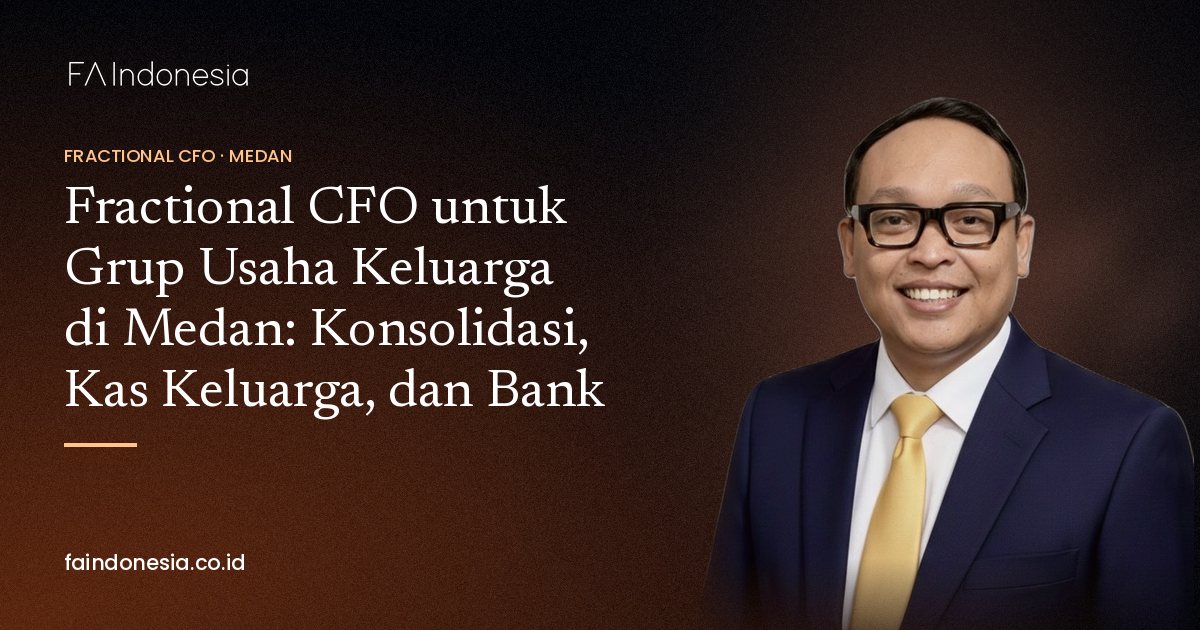 FA Indonesia
FRACTIONAL CFO · MEDAN
Fractional CFO untuk
Grup Usaha Keluarga
di Medan: Konsolidasi,
Kas Keluarga, dan Bank
faindonesia.co.id